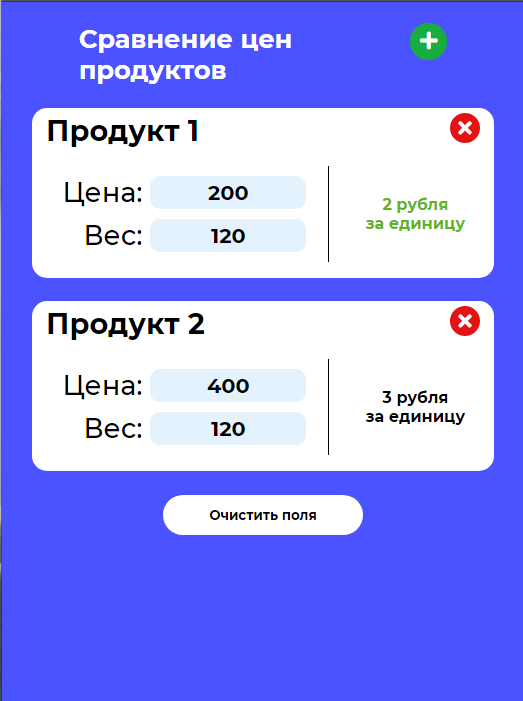 Сравнение цен
продуктов
Продукт 1
Цена: 200
Вес: 120
2 рубля
за единицу
Продукт 2
Цена: 400
Вес: 120
3 рубля
за единицу
Очистить поля